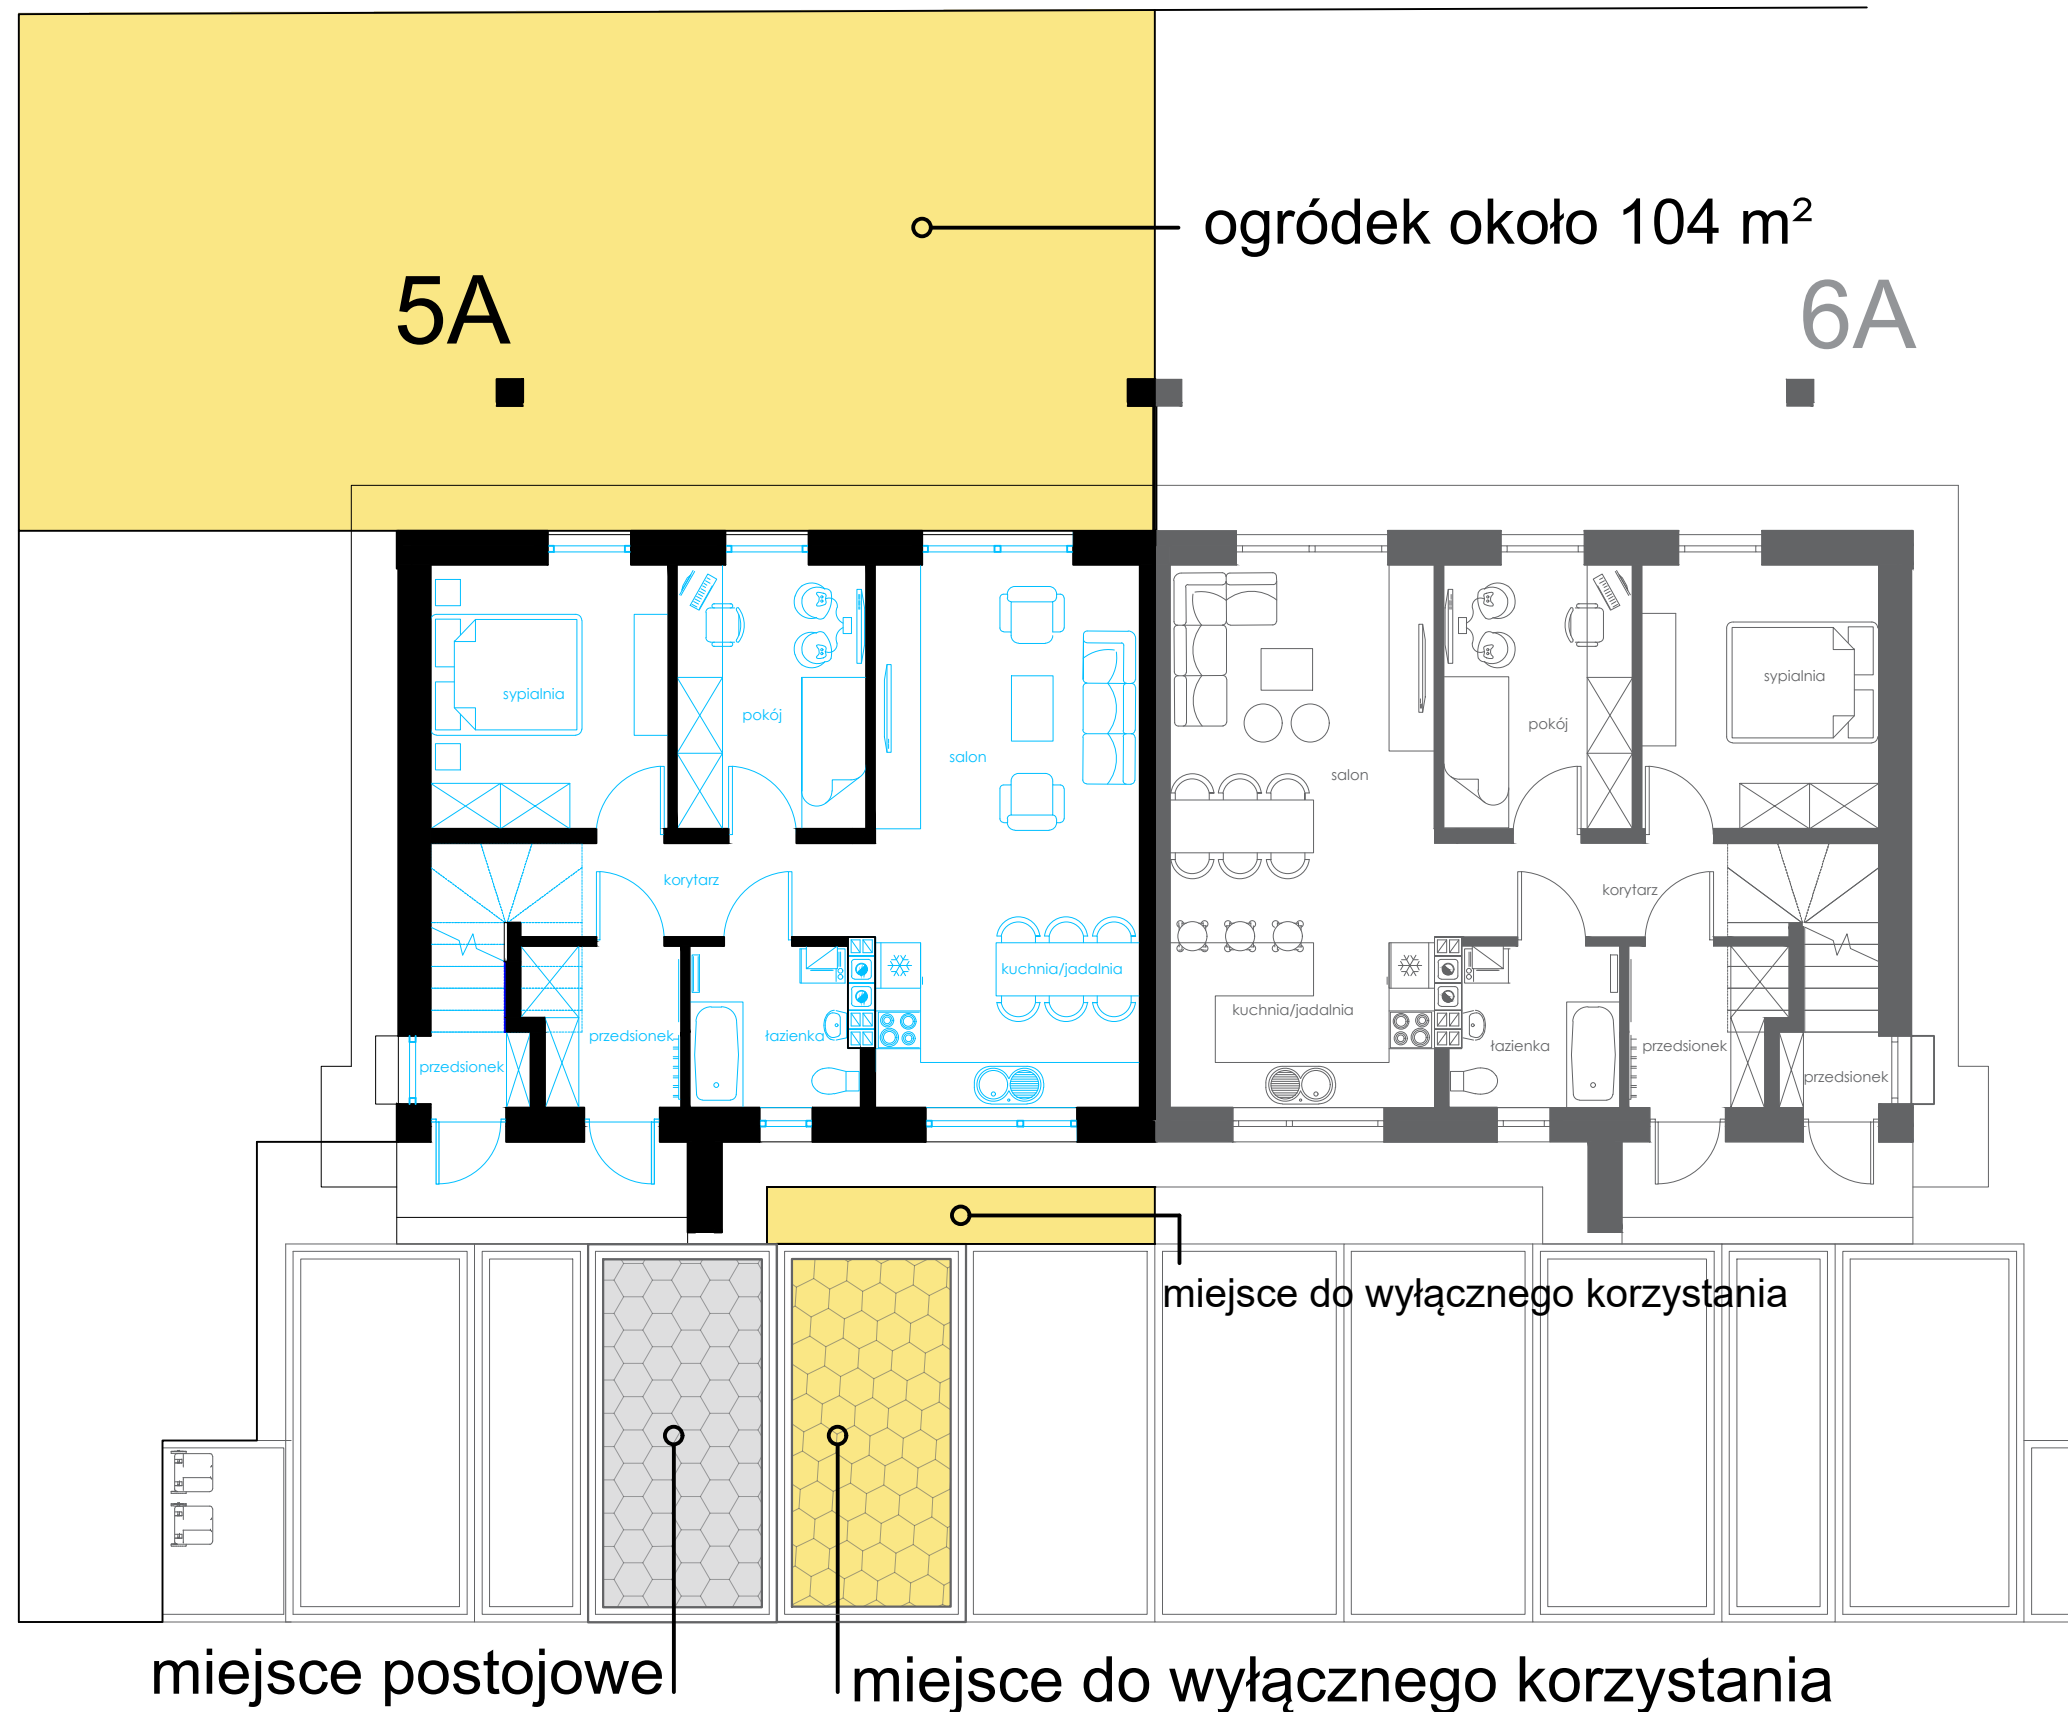 ogródek około 104 m²
5A
6A
sypialnia
pokój
salon
korytarz
kuchnia/jadalnia
przedsionek
łazienka
przedsionek
sypialnia
pokój
salon
korytarz
kuchnia/jadalnia
łazienka
przedsionek
przedsionek
miejsce do wyłącznego korzystania
miejsce postojowe
miejsce do wyłącznego korzystania